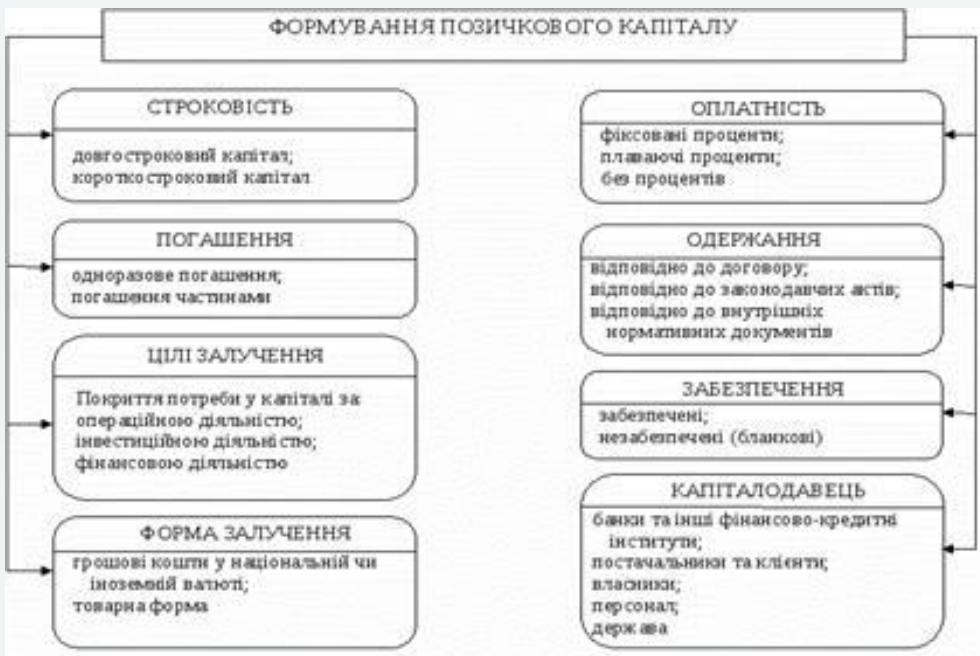 ФОРМУВАННЯ ПОЗИЧКОВОГО КАПІТАЛУ
СТРОКОВІСТЬ
довгостроковий капітал;
короткостроковий капітал
ПОГАШЕННЯ
одноразове погашення;
погашення частинами
ЦІЛІ ЗАЛУЧЕННЯ
Покриття потреби у капіталі за
операційною діяльністю;
інвестиційною діяльністю;
фінансовою діяльністю
ФОРМА ЗАЛУЧЕННЯ
грошові кошти у національній чи
іноземній валюті;
товарна форма
ОПЛАТНІСТЬ
фіксовані проценти;
плаваючі проценти;
без процентів
ОДЕРЖАННЯ
відповідно до договору;
відповідно до законодавчих актів;
відповідно до внутрішніх
нормативних документів
ЗАБЕЗПЕЧЕННЯ
забезпечені;
незабезпечені (бланкові)
КАПІТАЛОДАВЕЦЬ
банки та інші фінансово-кредитні
інститути;
постачальники та клієнти;
власники;
персонал;
держава